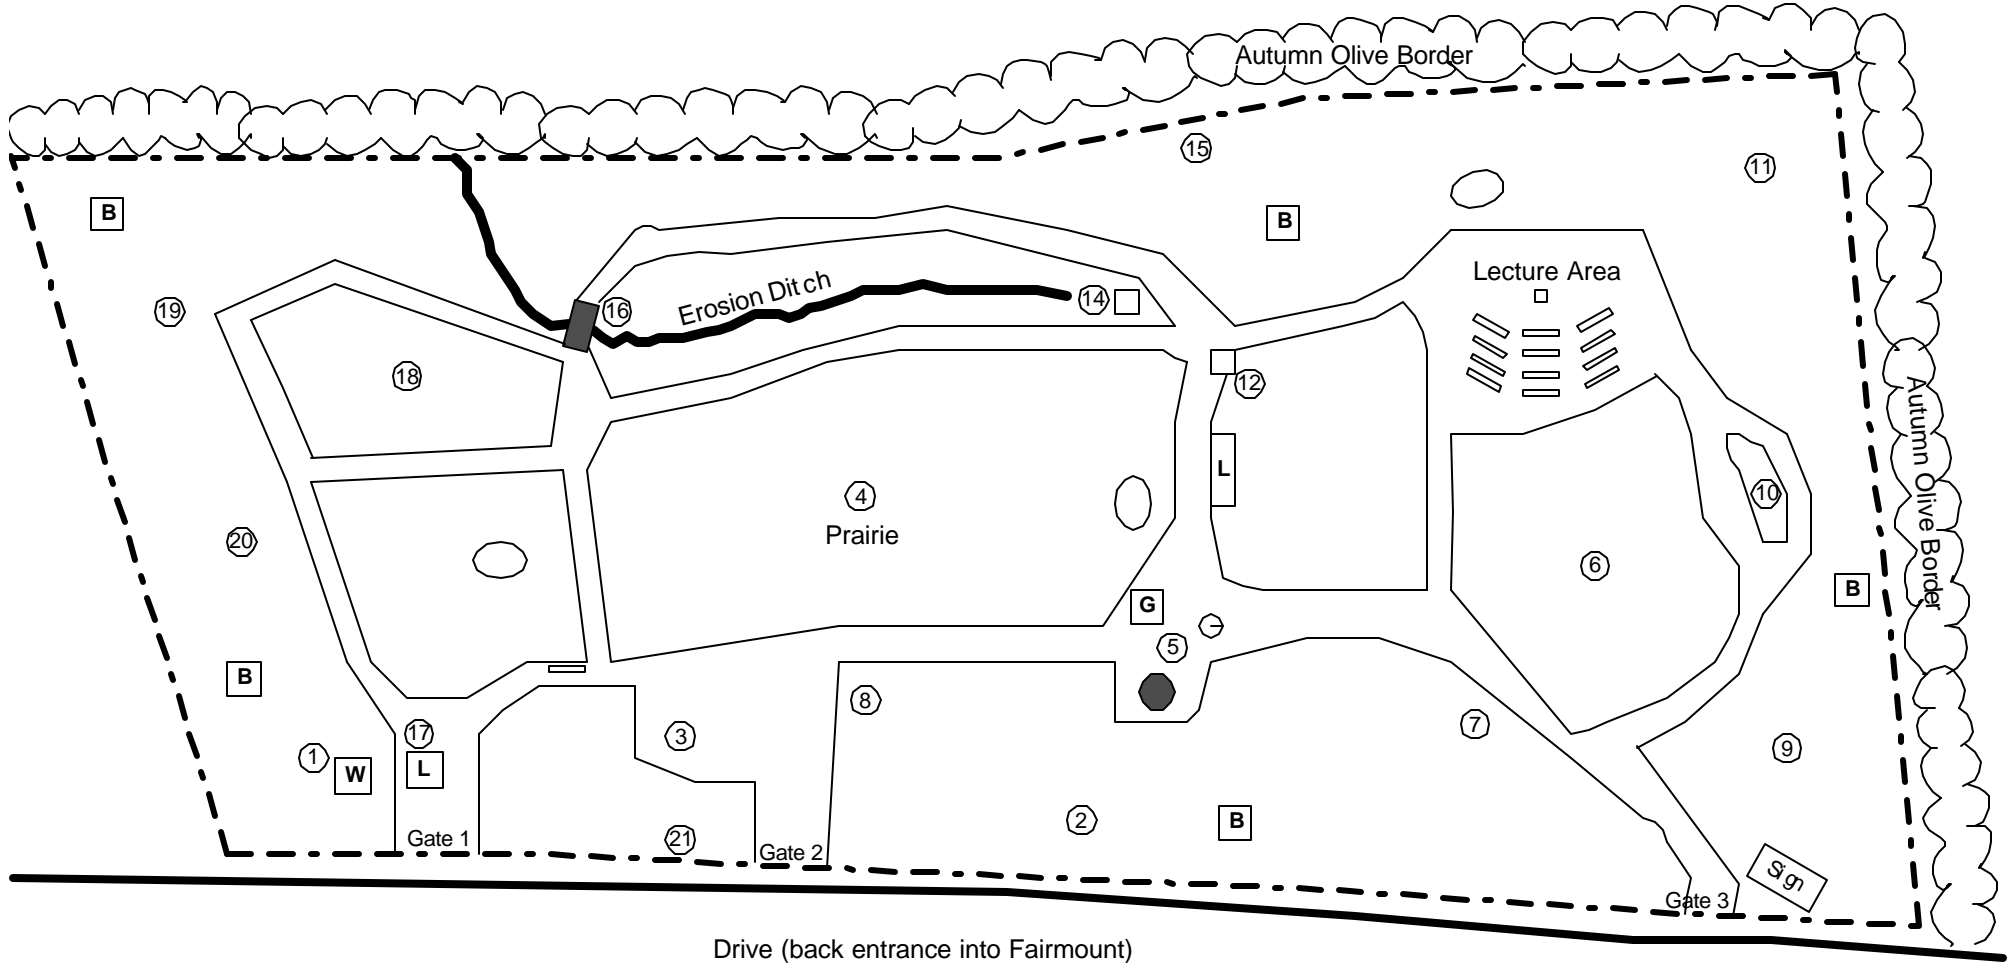 Autumn Olive Border
15
11
B
B
Lecture Area
19
Erosion Ditch
14
16
18
12
Autumn Olive Border
L
4
10
Prairie
20
6
B
G
5
B
8
7
17
3
9
1
W
L
2
B
Gate 1
21
Gate 2
Sign
Gate 3
Drive (back entrance into Fairmount)